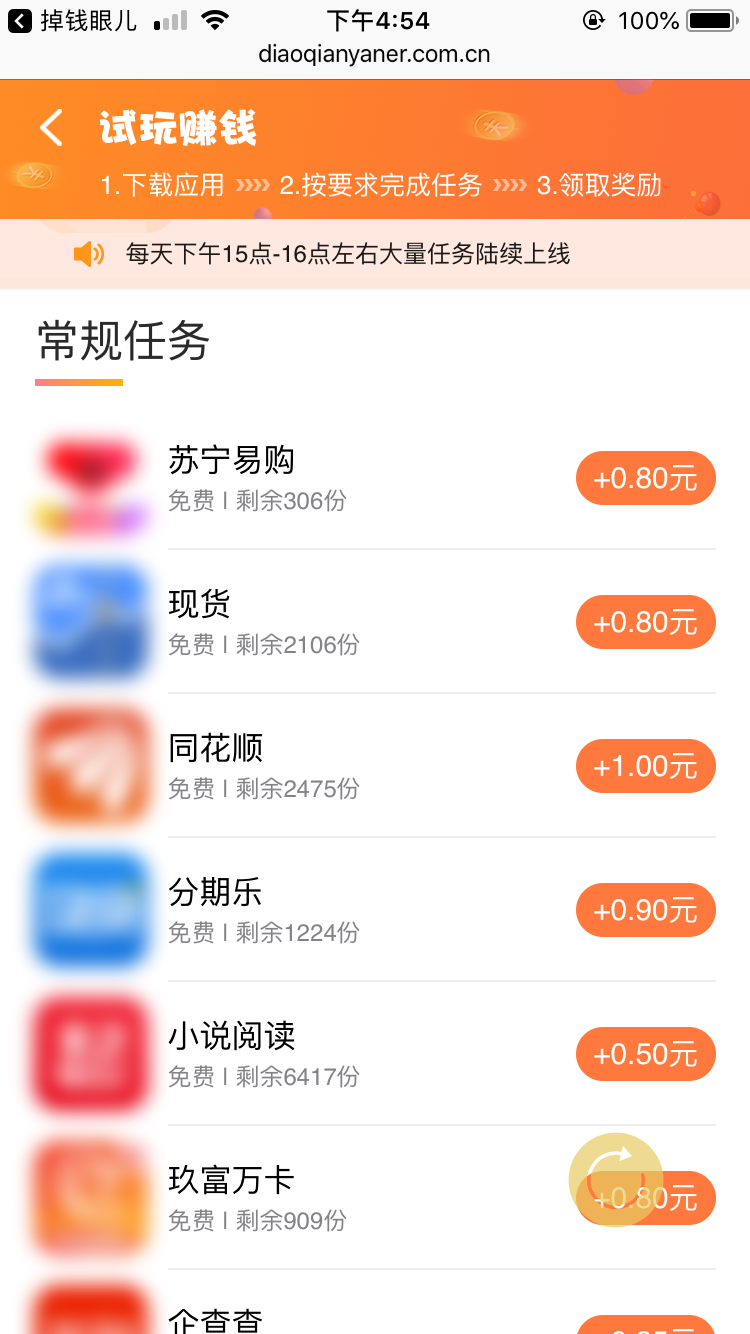 掉钱眼儿 下午4:54 100%
diaoqianyaner.com.cn
试玩赚钱
1.下载应用 2.按要求完成任务 3.领取奖励
每天下午15点-16点左右大量任务陆续上线
常规任务
苏宁易购
免费 | 剩余306份
+0.80元
现货
免费 | 剩余2106份
+0.80元
同花顺
免费 | 剩余2475份
+1.00元
分期乐
免费 | 剩余1224份
+0.90元
小说阅读
免费 | 剩余6417份
+0.50元
玖富万卡
免费 | 剩余909份
+0.80元
企查查